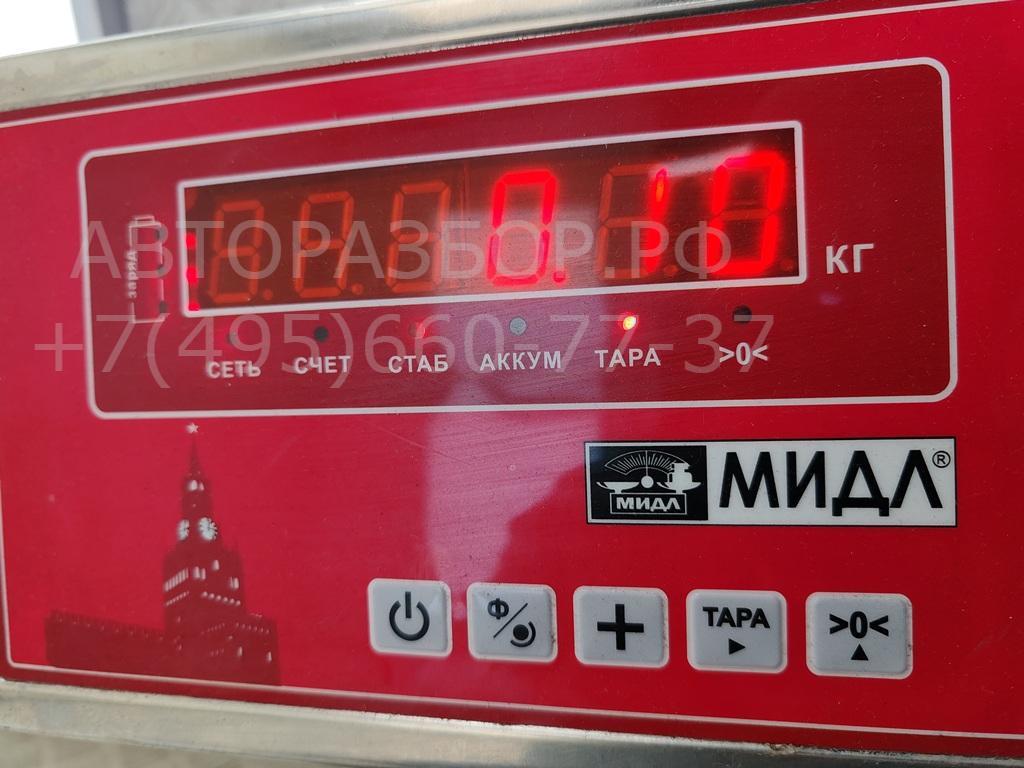 0.17
КГ
заряд
СЕТЬ СЧЕТ СТАБ АККУМ ТАРА >0<
АВТОРАЗБОР.РФ
+7(495)660-77-37
МИДЛ МИДЛ®
Ф
ТАРА
>0<